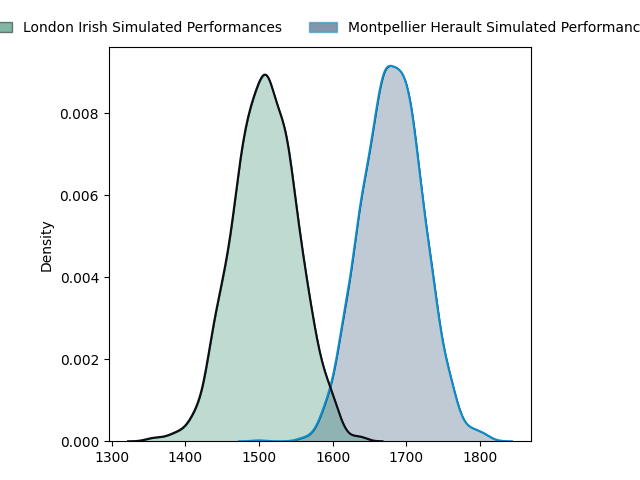 London Irish Simulated Performances
Montpellier Herault Simulated Performanc
Density
0.008
0.006
0.004
0.002
0.000
1300 1400 1500 1600 1700 1800